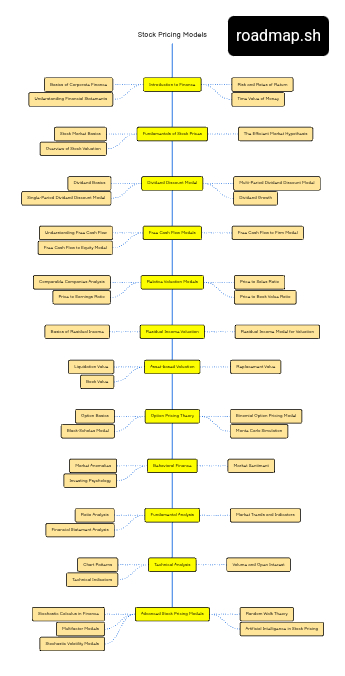 Stock Pricing Models
roadmap.sh
Basics of Corporate Finance
Introduction to Finance
Risk and Rates of Return
Understanding Financial Statements
Time Value of Money
Stock Market Basics
Fundamentals of Stock Prices
The Efficient Market Hypothesis
Overview of Stock Valuation
Dividend Basics
Dividend Discount Model
Multi-Period Dividend Discount Model
Single-Period Dividend Discount Model
Dividend Growth
Understanding Free Cash Flow
Free Cash Flow Models
Free Cash Flow to Firm Model
Free Cash Flow to Equity Model
Comparable Companies Analysis
Relative Valuation Models
Price to Sales Ratio
Price to Earnings Ratio
Price to Book Value Ratio
Basics of Residual Income
Residual Income Valuation
Residual Income Model for Valuation
Liquidation Value
Asset-based Valuation
Replacement Value
Book Value
Option Basics
Option Pricing Theory
Binomial Option Pricing Model
Black-Scholes Model
Monte Carlo Simulation
Market Anomalies
Behavioral Finance
Market Sentiment
Investing Psychology
Ratio Analysis
Fundamental Analysis
Market Trends and Indicators
Financial Statement Analysis
Chart Patterns
Technical Analysis
Volume and Open Interest
Technical Indicators
Stochastic Calculus in Finance
Advanced Stock Pricing Models
Random Walk Theory
Multifactor Models
Artificial Intelligence in Stock Pricing
Stochastic Volatility Models